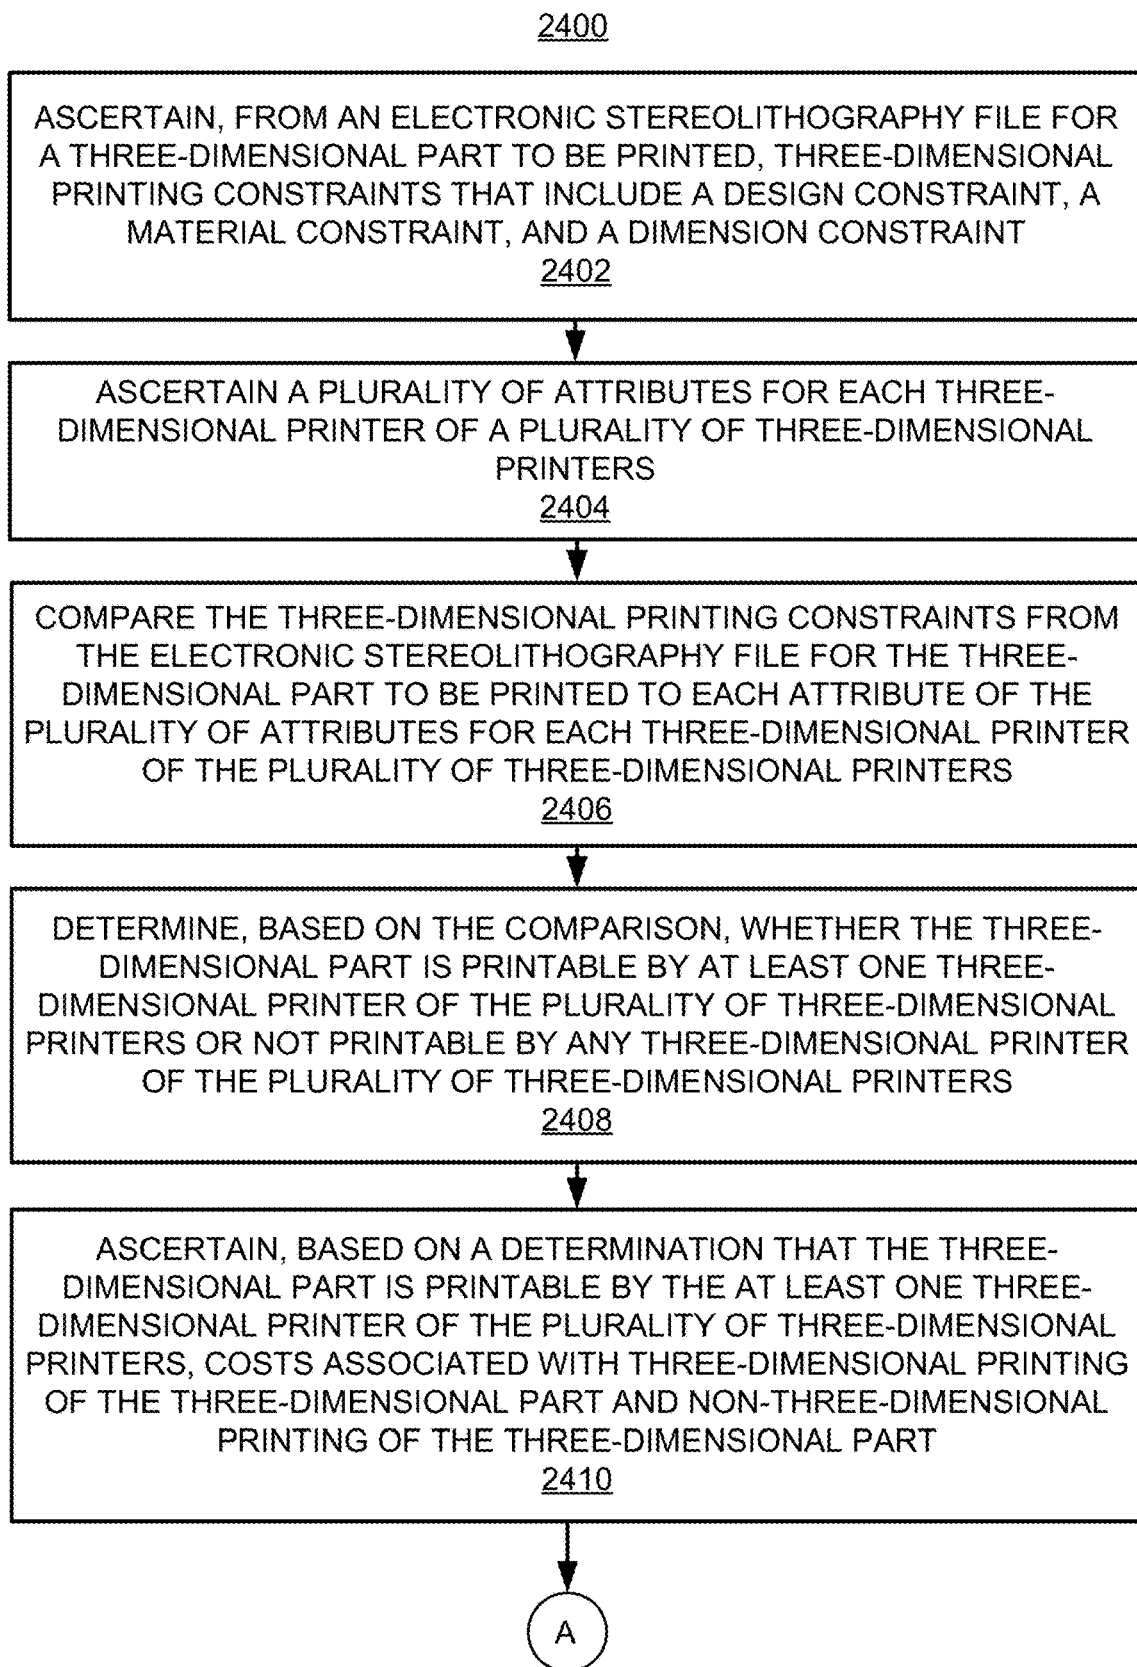 2400
ASCERTAIN, FROM AN ELECTRONIC STEREOLITHOGRAPHY FILE FOR
A THREE-DIMENSIONAL PART TO BE PRINTED, THREE-DIMENSIONAL
PRINTING CONSTRAINTS THAT INCLUDE A DESIGN CONSTRAINT, A
MATERIAL CONSTRAINT, AND A DIMENSION CONSTRAINT
2402
ASCERTAIN A PLURALITY OF ATTRIBUTES FOR EACH THREE-
DIMENSIONAL PRINTER OF A PLURALITY OF THREE-DIMENSIONAL
PRINTERS
2404
COMPARE THE THREE-DIMENSIONAL PRINTING CONSTRAINTS FROM
THE ELECTRONIC STEREOLITHOGRAPHY FILE FOR THE THREE-
DIMENSIONAL PART TO BE PRINTED TO EACH ATTRIBUTE OF THE
PLURALITY OF ATTRIBUTES FOR EACH THREE-DIMENSIONAL PRINTER
OF THE PLURALITY OF THREE-DIMENSIONAL PRINTERS
2406
DETERMINE, BASED ON THE COMPARISON, WHETHER THE THREE-
DIMENSIONAL PART IS PRINTABLE BY AT LEAST ONE THREE-
DIMENSIONAL PRINTER OF THE PLURALITY OF THREE-DIMENSIONAL
PRINTERS OR NOT PRINTABLE BY ANY THREE-DIMENSIONAL PRINTER
OF THE PLURALITY OF THREE-DIMENSIONAL PRINTERS
2408
ASCERTAIN, BASED ON A DETERMINATION THAT THE THREE-
DIMENSIONAL PART IS PRINTABLE BY THE AT LEAST ONE THREE-
DIMENSIONAL PRINTER OF THE PLURALITY OF THREE-DIMENSIONAL
PRINTERS, COSTS ASSOCIATED WITH THREE-DIMENSIONAL PRINTING
OF THE THREE-DIMENSIONAL PART AND NON-THREE-DIMENSIONAL
PRINTING OF THE THREE-DIMENSIONAL PART
2410
A